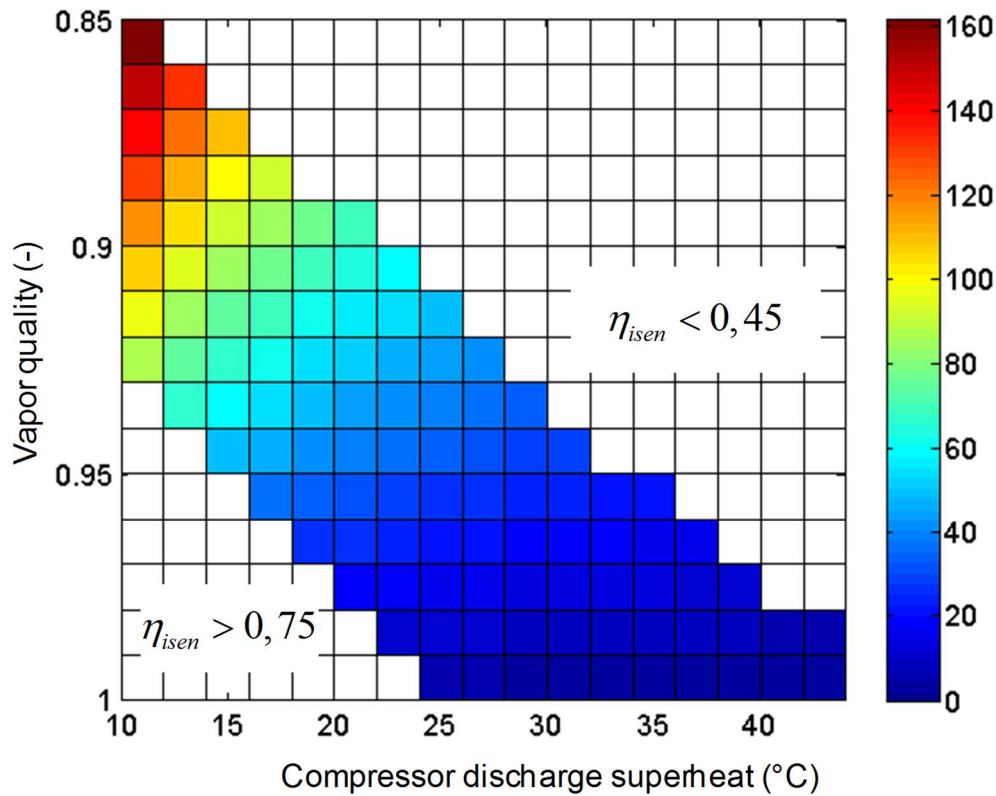 0.85
0.9
0.95
1
Vapor quality (-)
10 15 20 25 30 35 40
Compressor discharge superheat (°C)
η_isen < 0,45
η_isen > 0,75
160
140
120
100
80
60
40
20
0